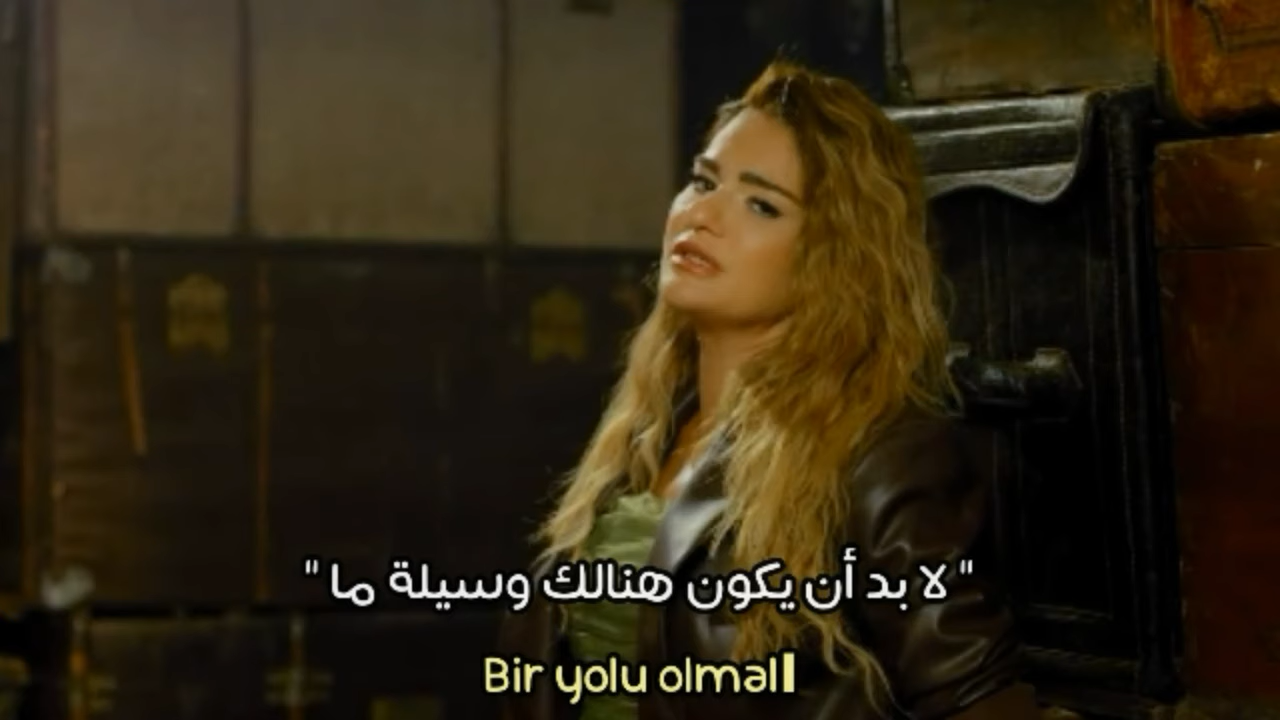 " لا بد أن يكون هنالك وسيلة ما "
Bir yolu olmalı